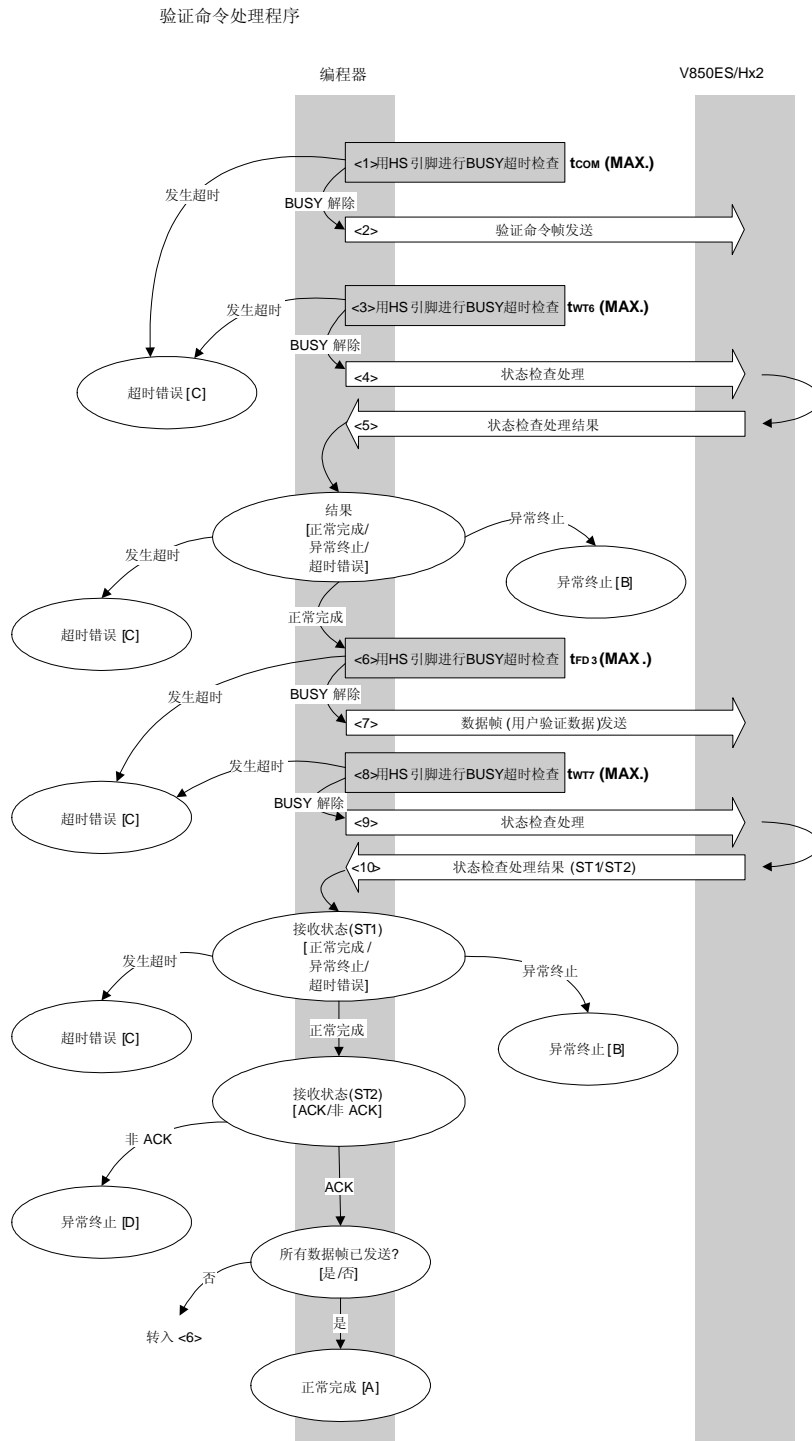 验证命令处理程序
编程器
V850ES/Hx2
<1>用HS 引脚进行BUSY超时检查
tCOM (MAX.)
发生超时
BUSY 解除
<2> 验证命令帧发送
发生超时
<3>用HS 引脚进行BUSY超时检查
tWT6 (MAX.)
BUSY 解除
<4> 状态检查处理
超时错误 [C]
<5> 状态检查处理结果
结果
[正常完成/
异常终止/
超时错误]
异常终止
发生超时
异常终止 [B]
超时错误 [C]
正常完成
<6>用HS 引脚进行BUSY超时检查
tFD3 (MAX.)
发生超时
BUSY 解除
<7> 数据帧 (用户验证数据)发送
发生超时
<8>用HS 引脚进行BUSY超时检查
tWT7 (MAX.)
BUSY 解除
超时错误 [C]
<9> 状态检查处理
<10> 状态检查处理结果 (ST1/ST2)
接收状态(ST1)
[正常完成 /
异常终止/
超时错误]
发生超时
异常终止
超时错误 [C]
正常完成
异常终止 [B]
接收状态(ST2)
[ACK/非 ACK]
非 ACK
ACK
异常终止 [D]
所有数据帧已发送?
[是/否]
否
是
转入 <6>
正常完成 [A]